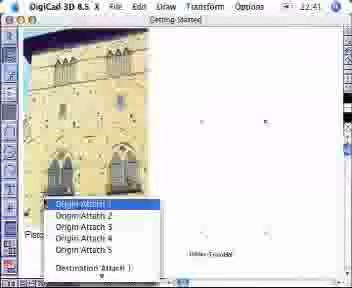 DigiCad 3D 8.5. X File Edit Draw Transform Options 22:41
Getting Started
Origin Attach 1
Origin Attach 2
Origin Attach 3
Origin Attach 4
Origin Attach 5
Destination Attach 1